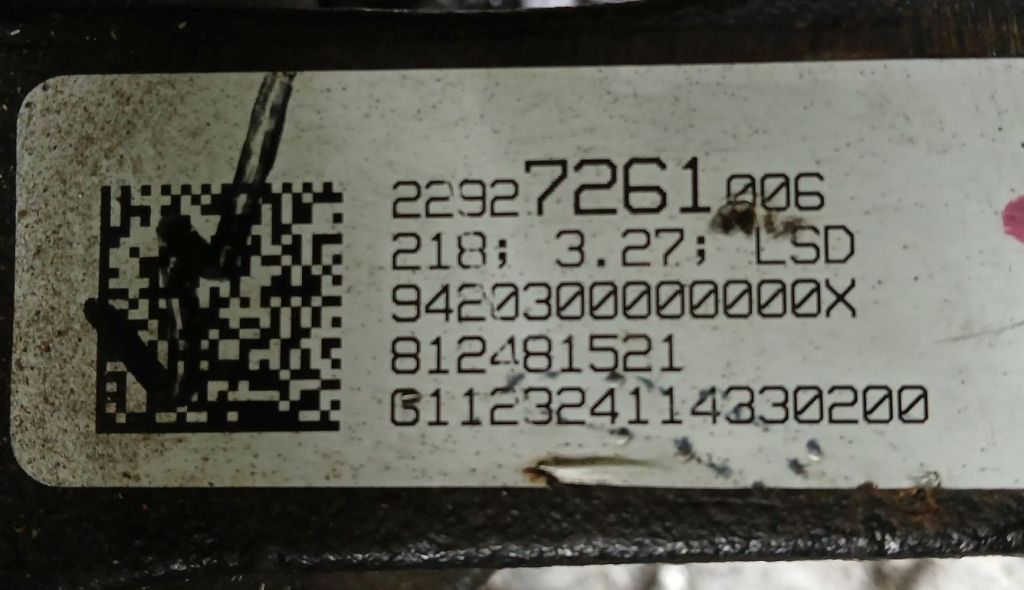 22927261006
218; 3.27; LSD
9420300000000X
812481521
G112324114330200